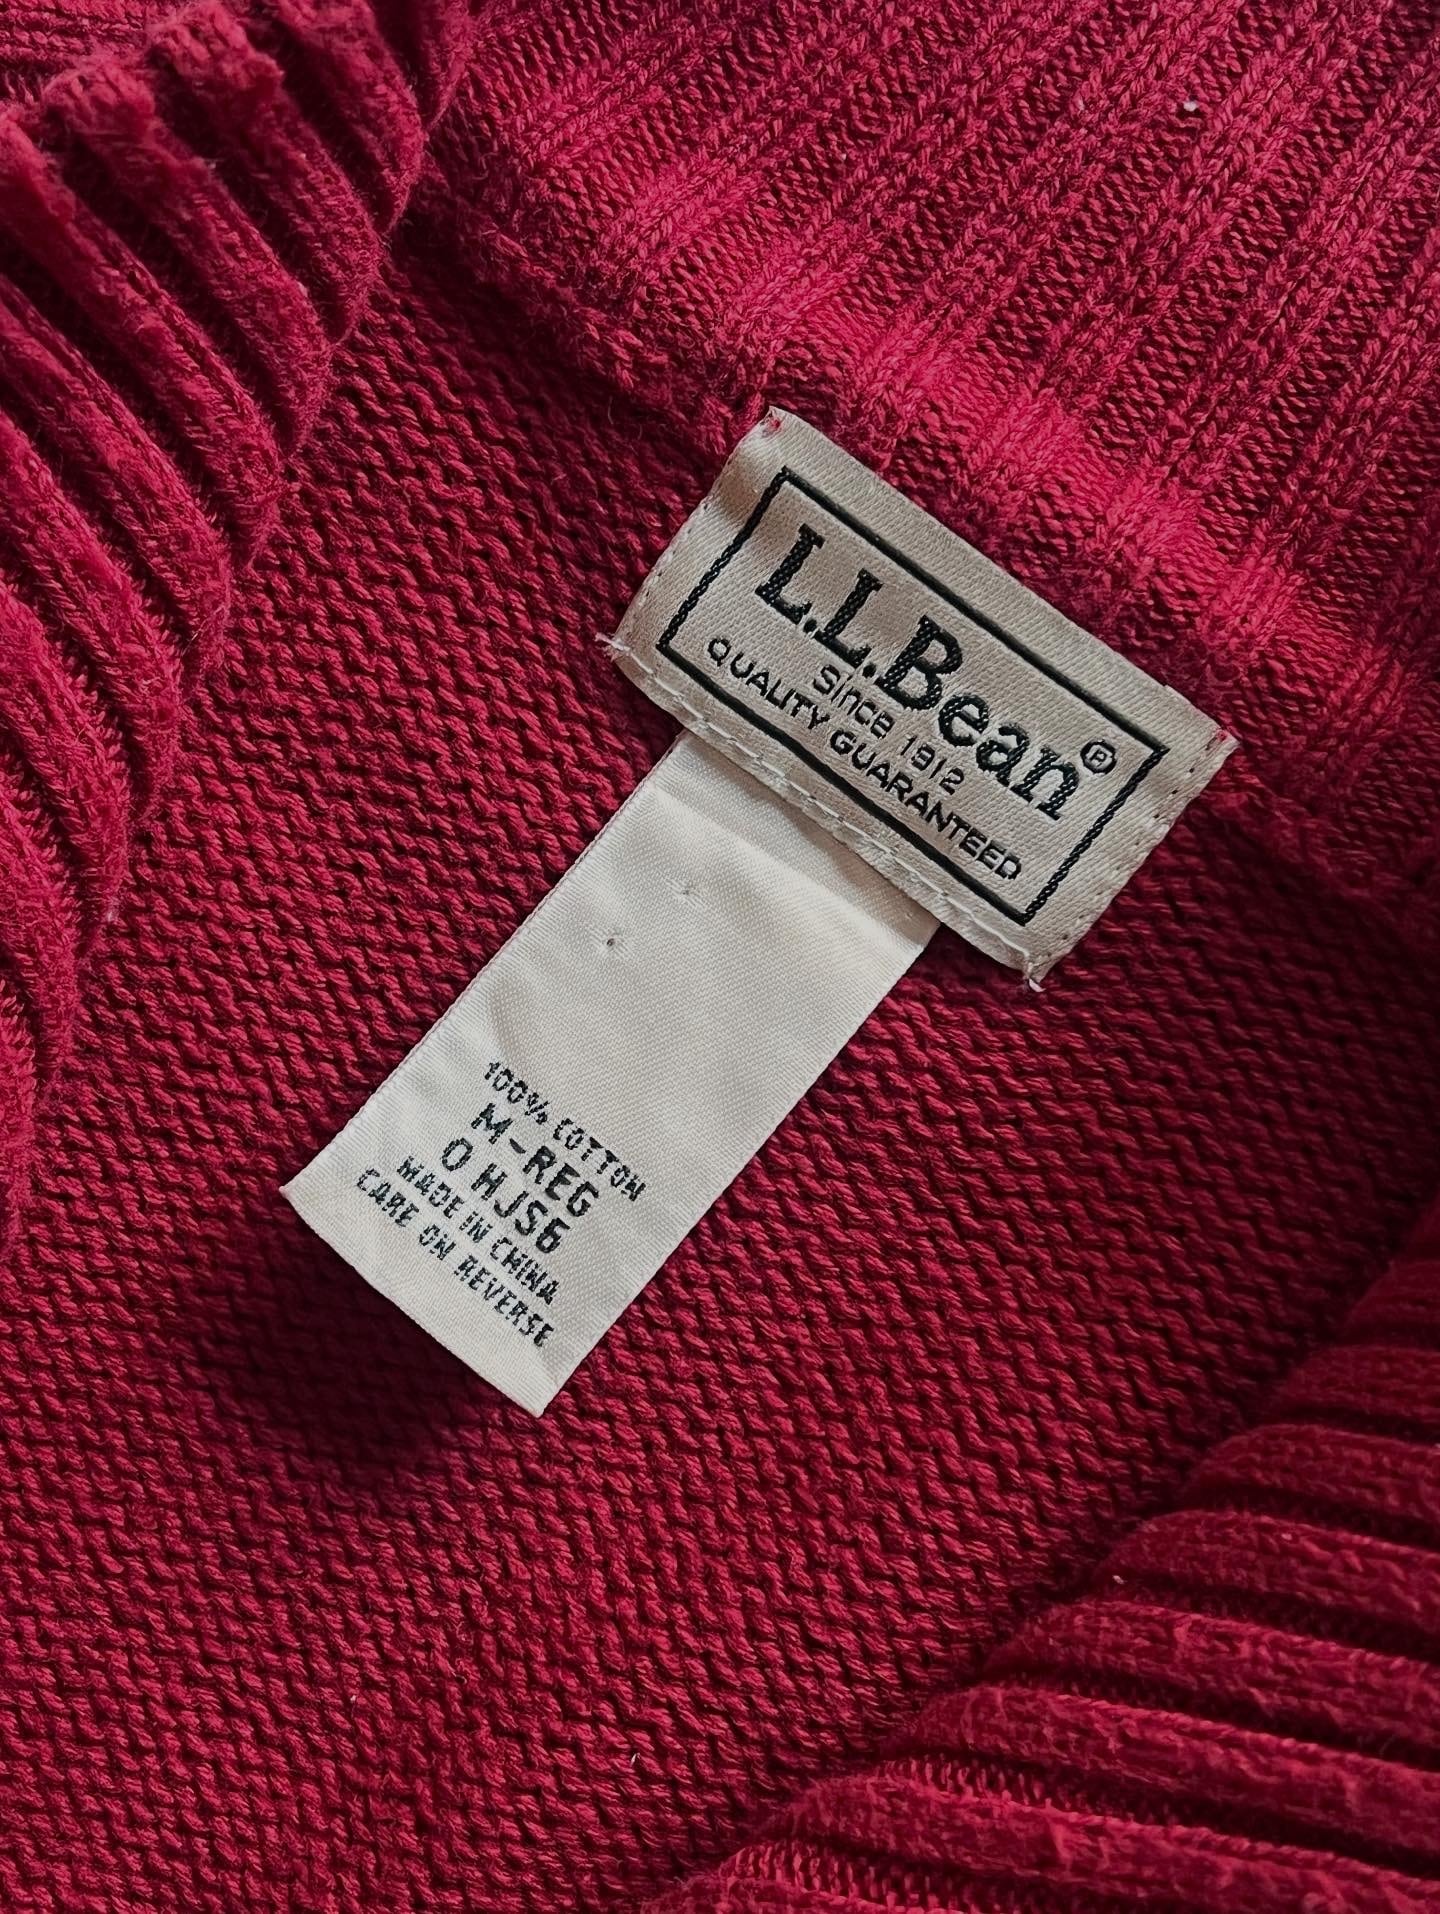 L.L.Bean®
Since 1912
QUALITY GUARANTEED
100% COTTON
M-REG
0 HJS6
MADE IN CHINA
CARE ON REVERSE